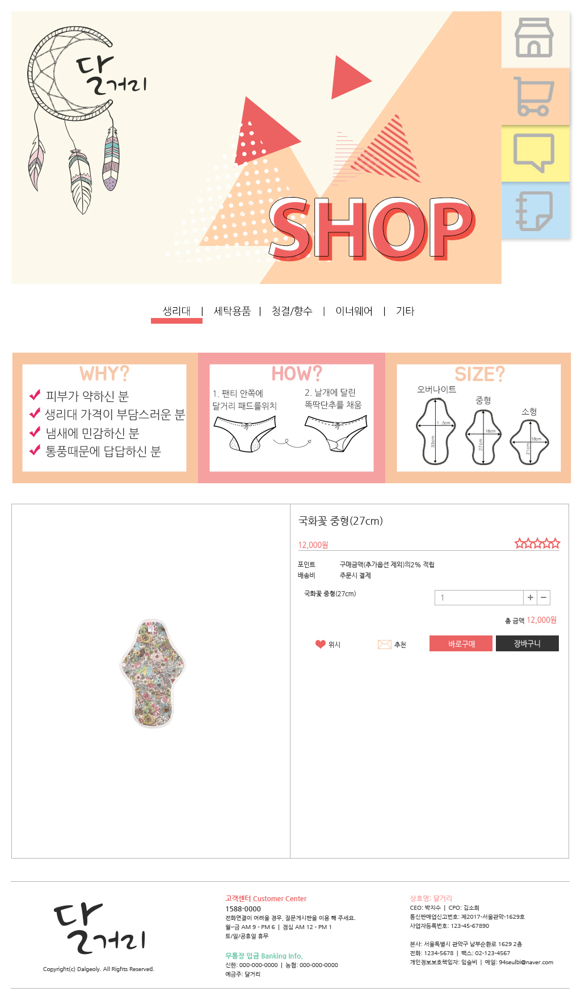 달거리
SHOP
생리대 | 세탁용품 | 청결/향수 | 이너웨어 | 기타
WHY?
피부가 약하신 분
생리대 가격이 부담스러운 분
냄새에 민감하신 분
통풍때문에 답답하신 분
HOW?
1. 팬티 안쪽에
달거리 패드를위치
2. 날개에 달린
똑딱단추를 채움
SIZE?
오버나이트
중형
소형
1 .5cm
33cm
18cm
27cm
18cm
21cm
국화꽃 중형(27cm)
12,000원
포인트 구매금액(추가옵션 제외)의2% 적립
배송비 주문시 결제
국화꽃 중형(27cm) 1 + −
총 금액 12,000원
위시 추천 바로구매 장바구니
달거리
Copyright(c) Dalgeoly. All Rights Reserved.
고객센터 Customer Center
1588-0000
전화연결이 어려울 경우, 질문게시판을 이용 해 주세요.
월~금 AM 9 - PM 6 | 점심 AM 12 - PM 1
토/일/공휴일 휴무
무통장 입금 Banking Info.
신한: 000-000-0000 | 농협: 000-000-0000
예금주: 달거리
상호명: 달거리
CEO: 박지수 | CPO: 김소희
통신판매업신고번호: 제2017-서울관악-1629호
사업자등록번호: 123-45-67890
본사: 서울특별시 관악구 남부순환로 1629 2층
전화: 1234-5678 | 팩스: 02-123-4567
개인정보보호책임자: 임슬비 | 메일: 94seulbi@naver.com